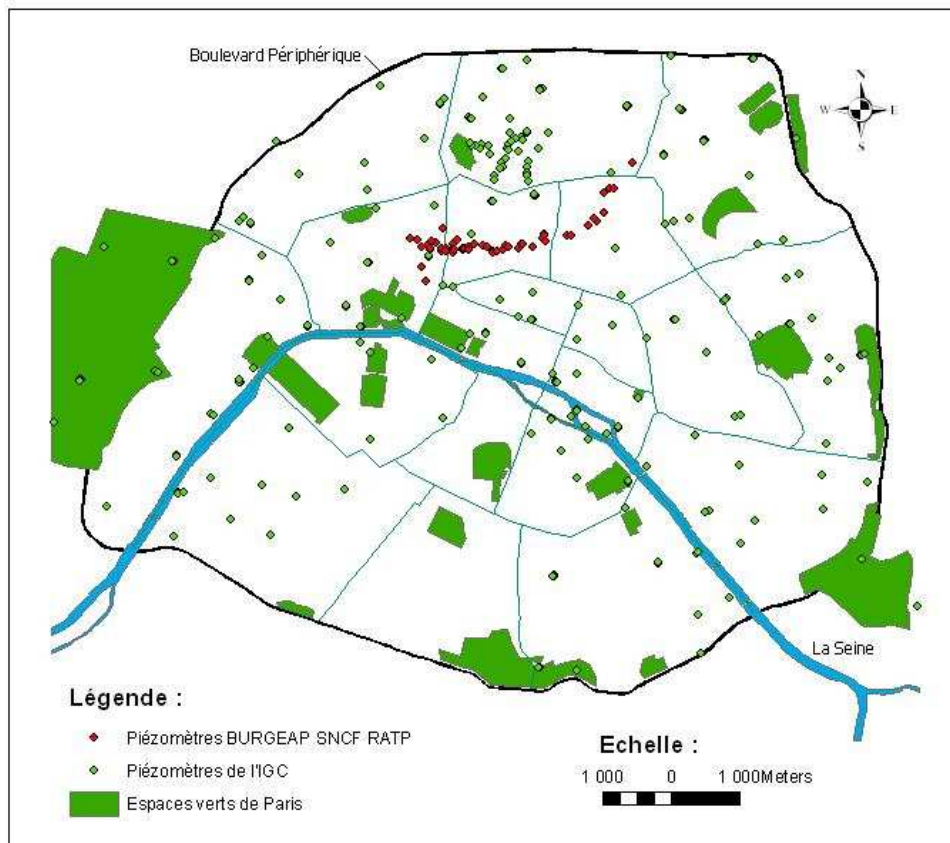 Boulevard Périphérique
N
W E
S
La Seine
Légende :
Piézomètres BURGEAP SNCF RATP
Piézomètres de l'IGC
Espaces verts de Paris
Echelle :
1 000 0 1 000Meters